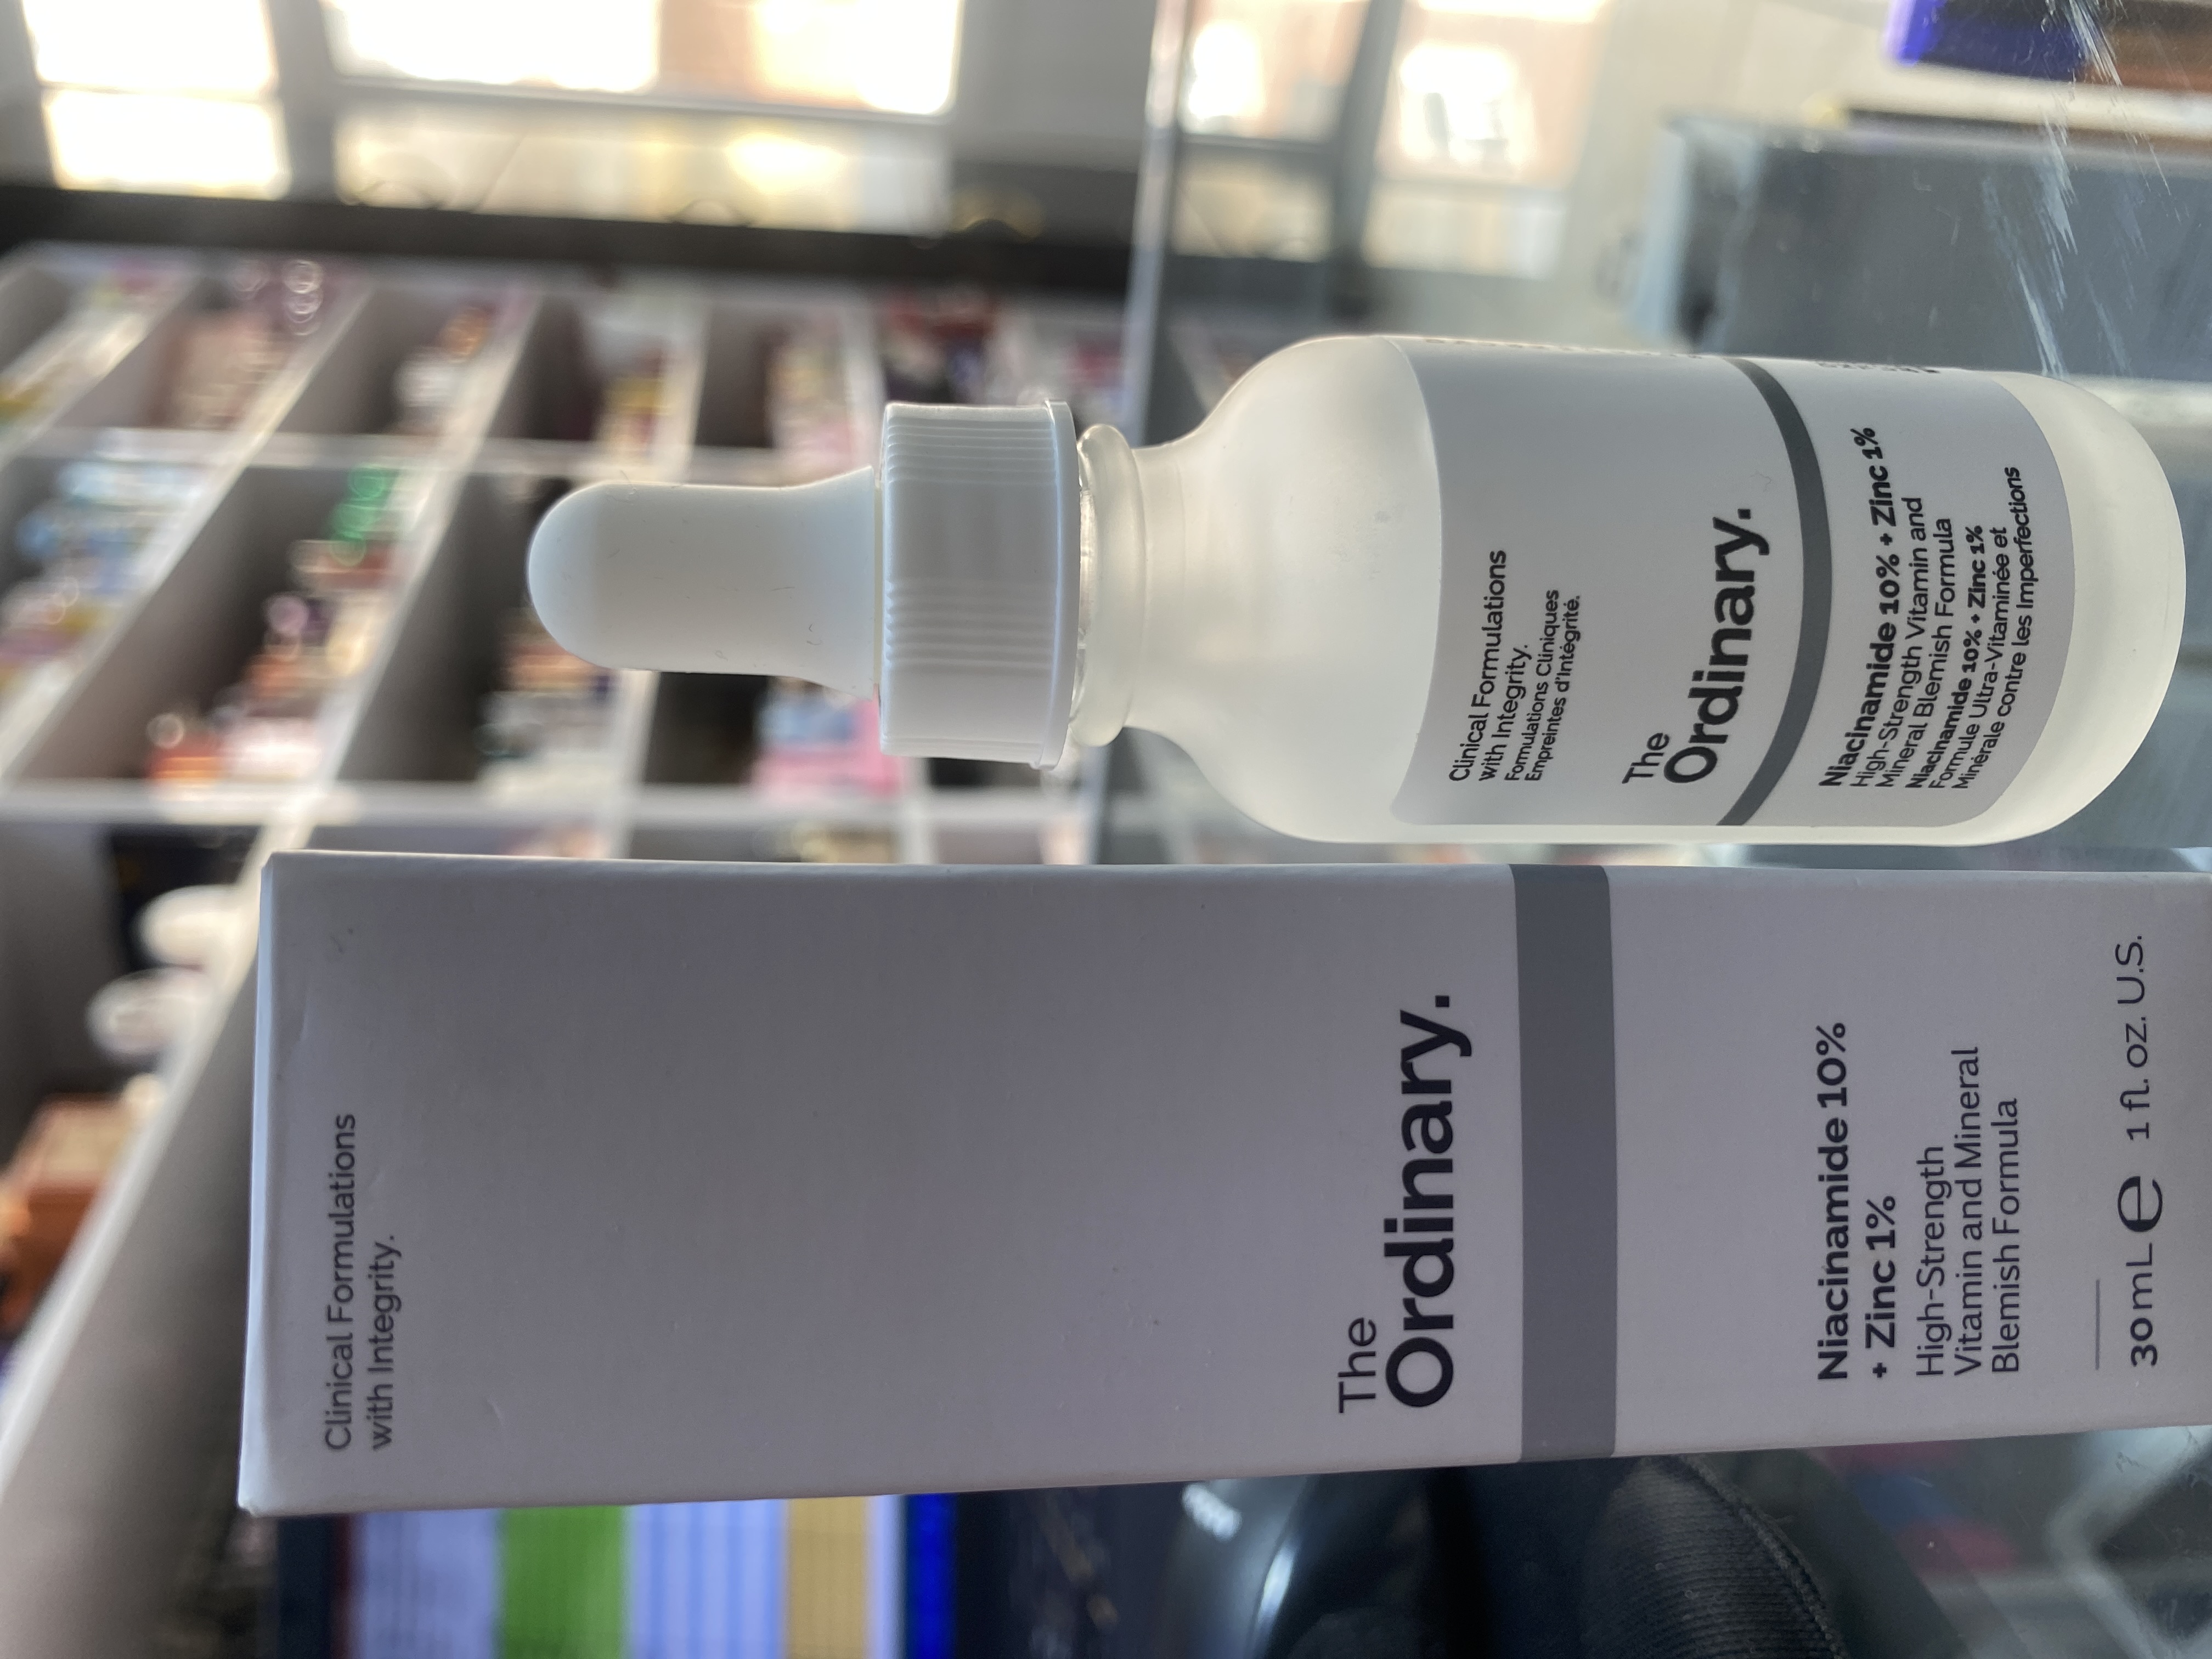 Clinical Formulations
with Integrity.
The
Ordinary.
Niacinamide 10%
+ Zinc 1%
High-Strength
Vitamin and Mineral
Blemish Formula
30mL e 1 fl. oz. U.S.
Clinical Formulations
with Integrity.
Formulations Cliniques
Empreintes d'Intégrité.
The
Ordinary.
Niacinamide 10% + Zinc 1%
High-Strength Vitamin and
Mineral Blemish Formula
Niacinamide 10% + Zinc 1%
Formule Ultra-Vitaminée et
Minérale contre les Imperfections